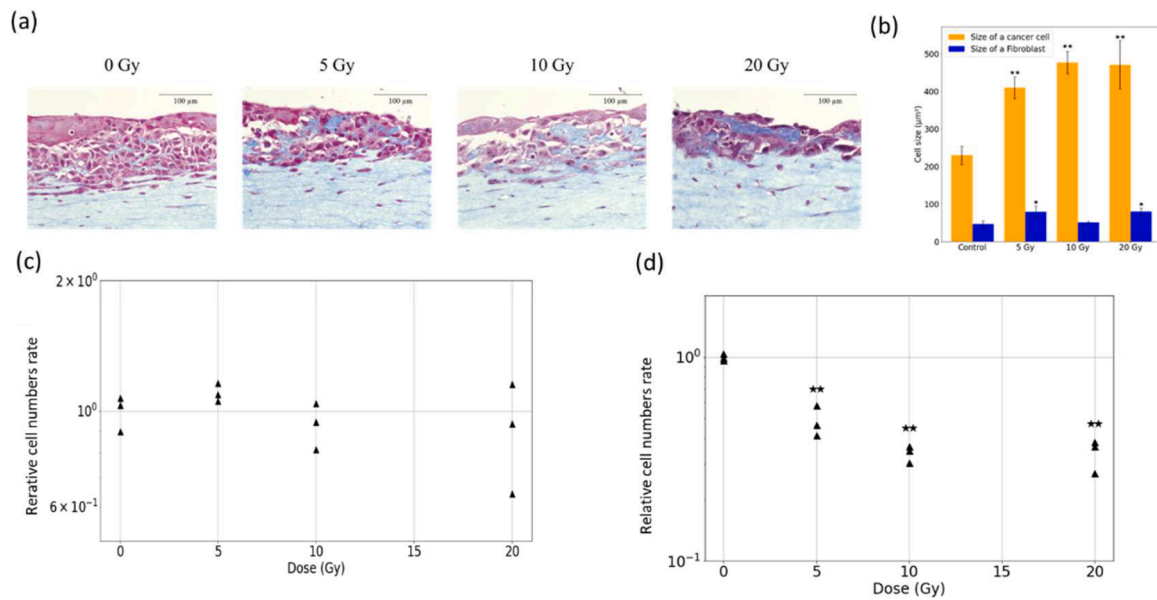 (a)
0 Gy
5 Gy
10 Gy
20 Gy
100 µm
100 µm
100 µm
100 µm
(b)
Size of a cancer cell
Size of a Fibroblast
Cell size (µm²)
500
400
300
200
100
0
**
**
**
*
*
Control
5 Gy
10 Gy
20 Gy
(c)
Rerative cell numbers rate
2 × 10⁰
10⁰
6 × 10⁻¹
0
5
10
15
20
Dose (Gy)
(d)
Relative cell numbers rate
10⁰
10⁻¹
★★
★★
★★
0
5
10
15
20
Dose (Gy)